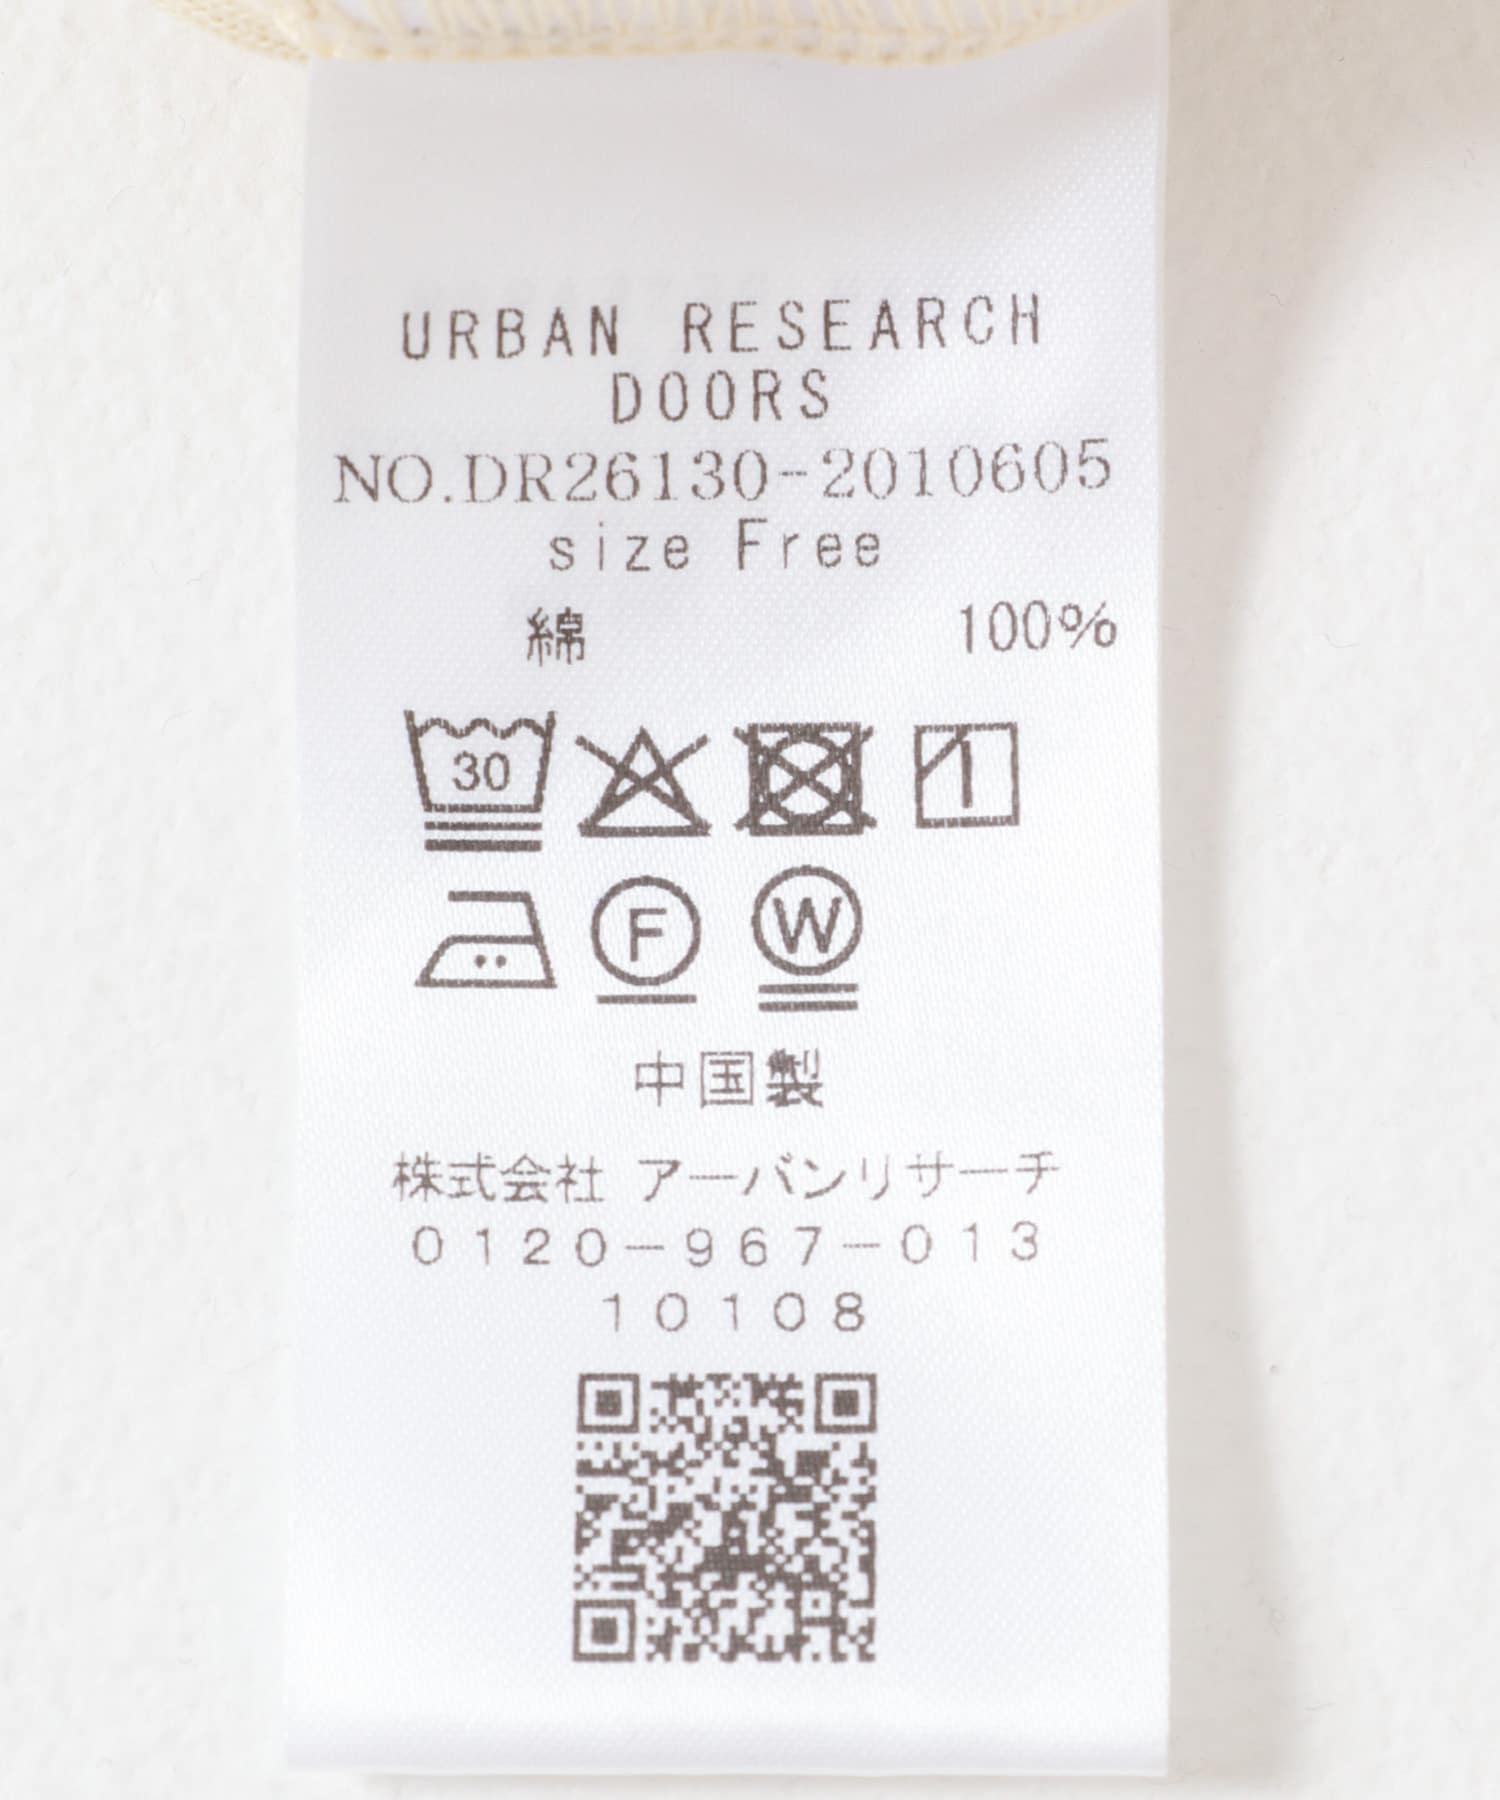 URBAN RESEARCH
DOORS
NO.DR26130-2010605
size Free
綿 100%
30
F W
中国製
株式会社 アーバンリサーチ
0120-967-013
10108